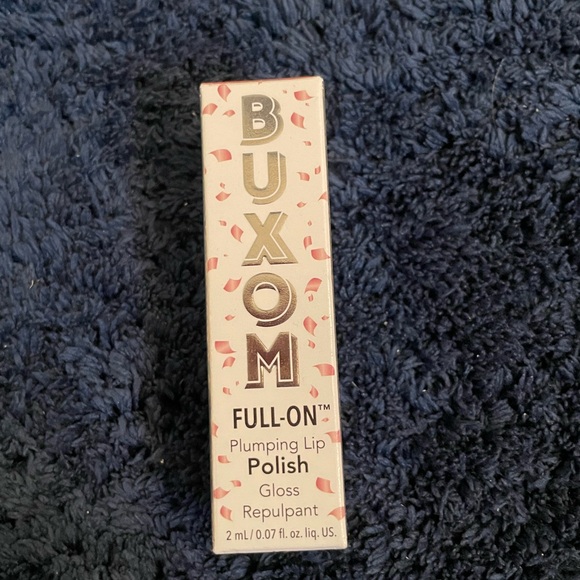 BUXOM
FULL-ON™
Plumping Lip
Polish
Gloss
Repulpant
2 mL / 0.07 fl. oz. liq. US.